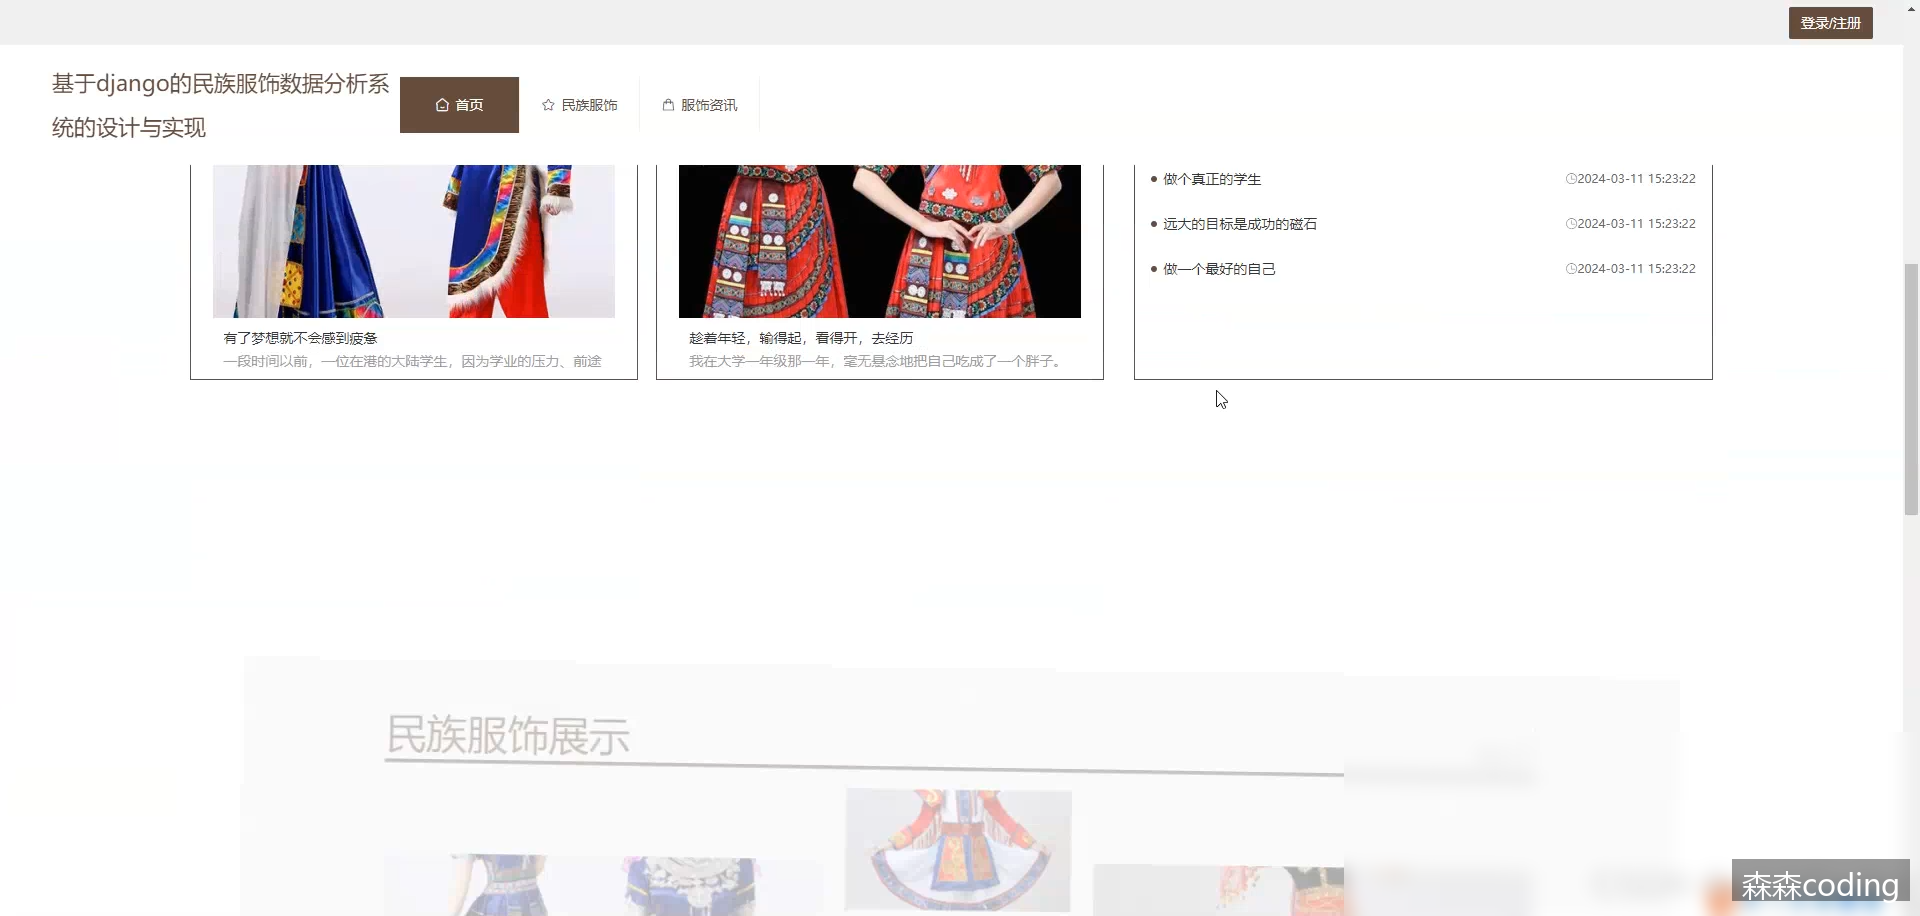 登录/注册
基于django的民族服饰数据分析系
统的设计与实现
首页
民族服饰
服饰资讯
做个真正的学生
2024-03-11 15:23:22
远大的目标是成功的磁石
2024-03-11 15:23:22
做一个最好的自己
2024-03-11 15:23:22
有了梦想就不会感到疲惫
一段时间以前，一位在港的大陆学生，因为学业的压力、前途
趁着年轻，输得起，看得开，去经历
我在大学一年级那一年，毫无悬念地把自己吃成了一个胖子。
民族服饰展示
森森coding